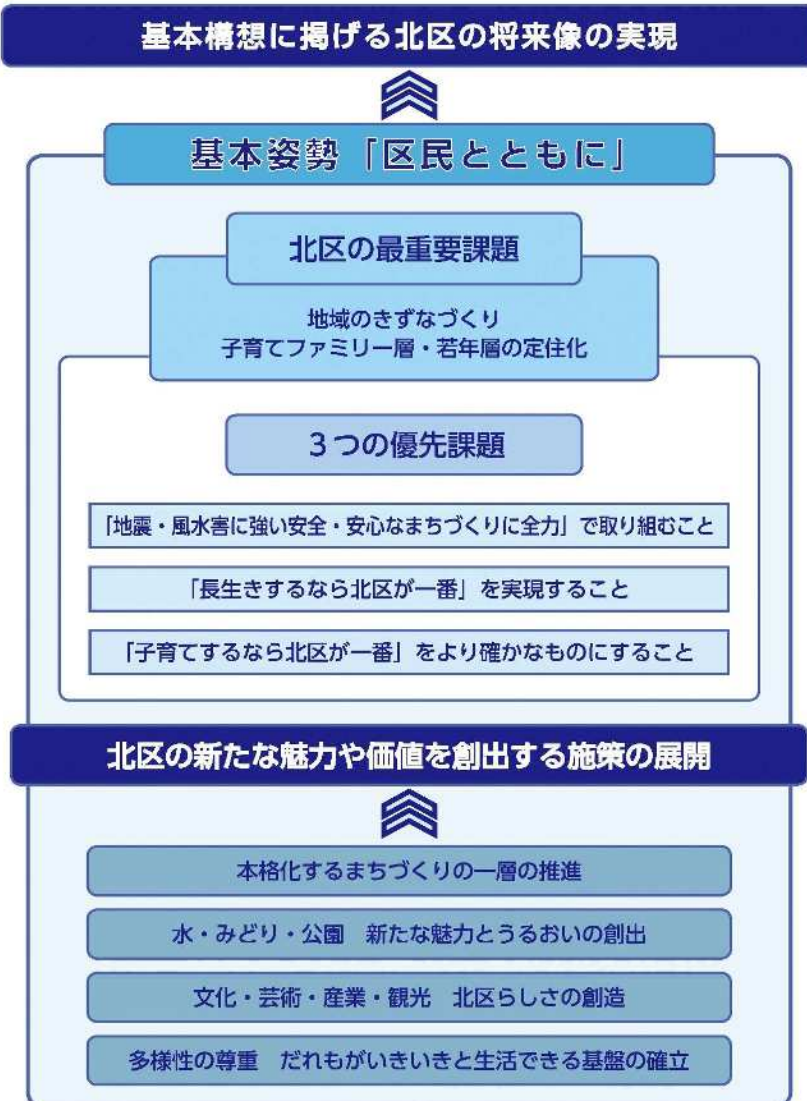 基本構想に掲げる北区の将来像の実現
基本姿勢「区民とともに」
北区の最重要課題
地域のきずなづくり
子育てファミリー層・若年層の定住化
3つの優先課題
「地震・風水害に強い安全・安心なまちづくりに全力」で取り組むこと
「長生きするなら北区が一番」を実現すること
「子育てするなら北区が一番」をより確かなものにすること
北区の新たな魅力や価値を創出する施策の展開
本格化するまちづくりの一層の推進
水・みどり・公園　新たな魅力とうるおいの創出
文化・芸術・産業・観光　北区らしさの創造
多様性の尊重　だれもがいきいきと生活できる基盤の確立